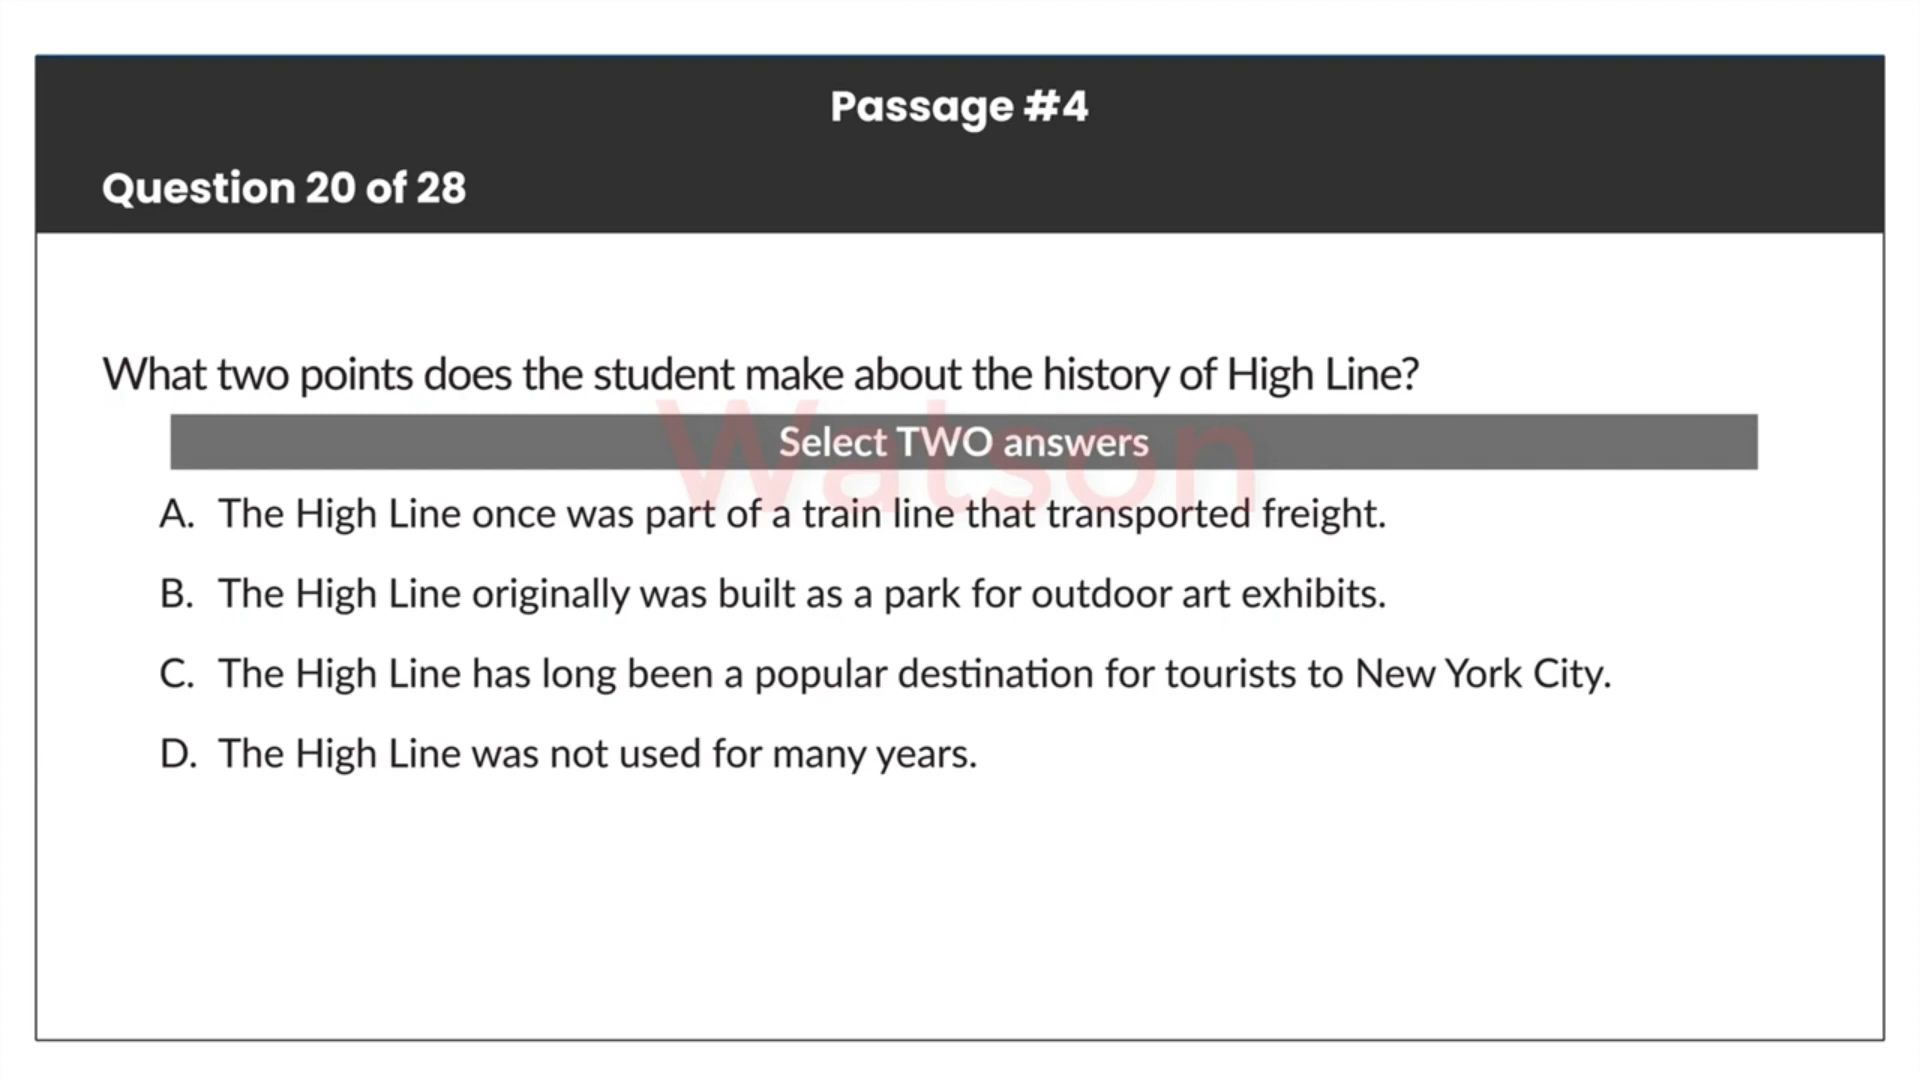 Passage #4
Question 20 of 28
What two points does the student make about the history of High Line?
Watson
Select TWO answers
A. The High Line once was part of a train line that transported freight.
B. The High Line originally was built as a park for outdoor art exhibits.
C. The High Line has long been a popular destination for tourists to New York City.
D. The High Line was not used for many years.